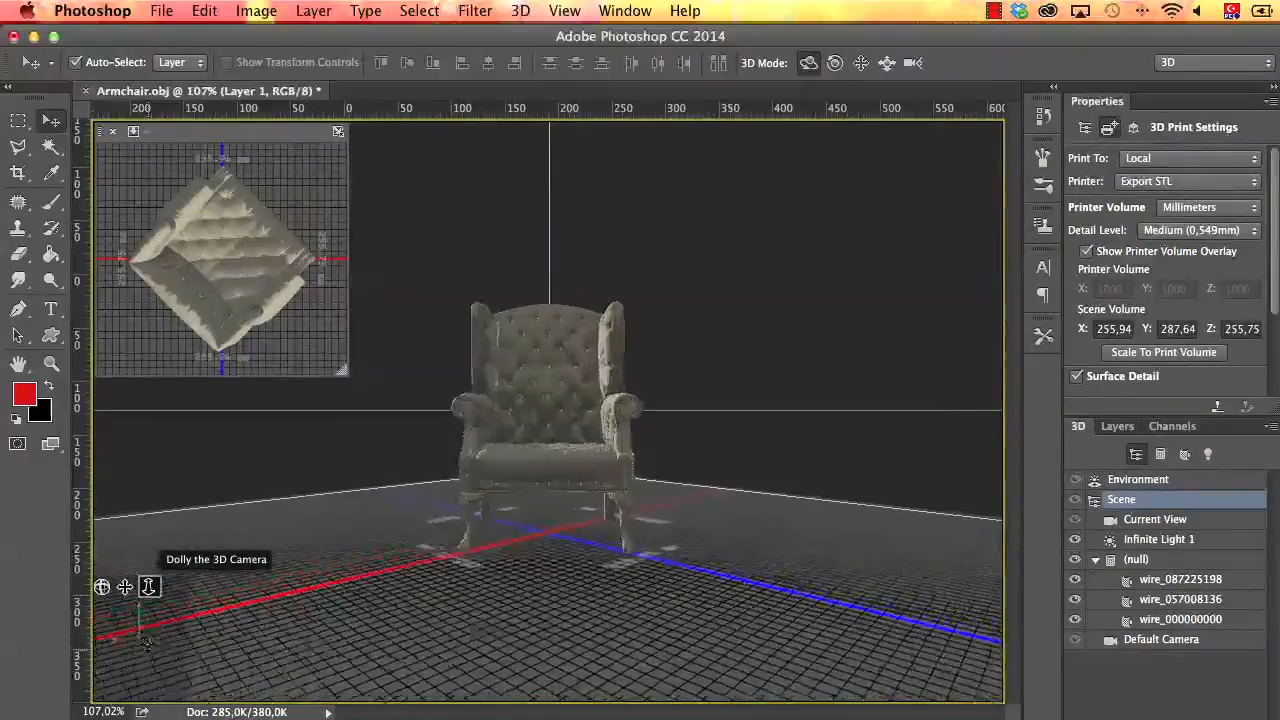 Photoshop File Edit Image Layer Type Select Filter 3D View Window Help
Adobe Photoshop CC 2014
Auto-Select: Layer Show Transform Controls 3D Mode: 3D
Armchair.obj @ 107% (Layer 1, RGB/8) *
200 150 100 50 0 50 100 150 200 250 300 350 400 450 500 550 600
Properties
3D Print Settings
Print To: Local
Printer: Export STL
Printer Volume Millimeters
Detail Level: Medium (0,549mm)
Show Printer Volume Overlay
Printer Volume
X: 1000 Y: 1000 Z: 1000
Scene Volume
X: 255,94 Y: 287,64 Z: 255,75
Scale To Print Volume
Surface Detail
3D Layers Channels
Environment
Scene
Current View
Infinite Light 1
(null)
wire_087225198
wire_057008136
wire_000000000
Default Camera
Dolly the 3D Camera
107,02% Doc: 285,0K/380,0K